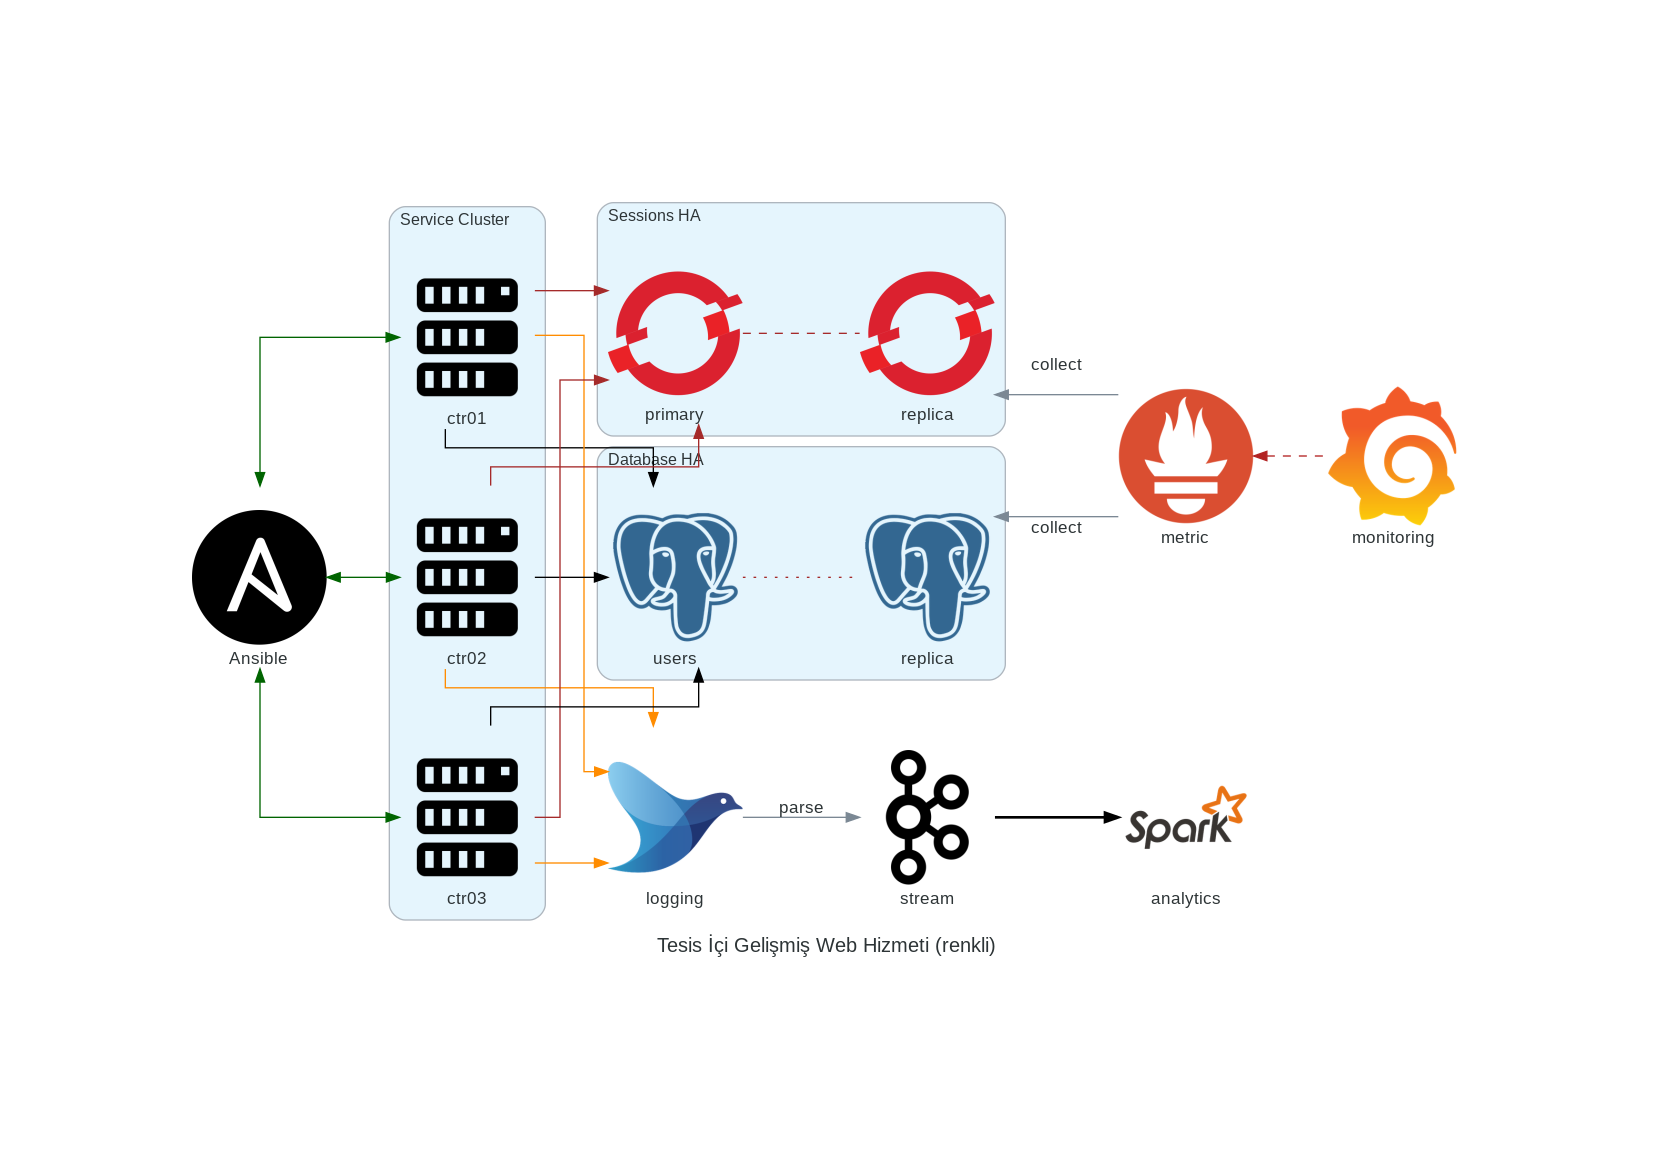 Service Cluster
Sessions HA
ctr01
primary
replica
collect
Database HA
collect
metric
monitoring
Ansible
ctr02
users
replica
parse
Spark
ctr03
logging
stream
analytics
Tesis İçi Gelişmiş Web Hizmeti (renkli)